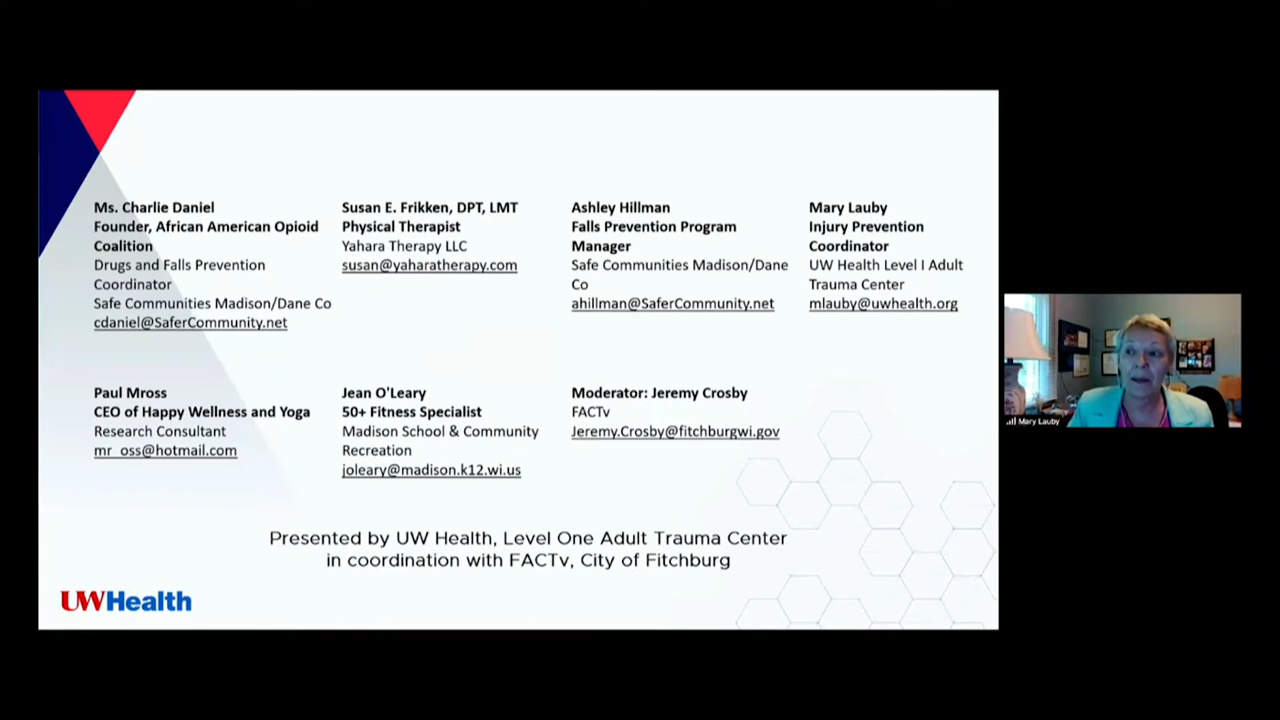 Ms. Charlie Daniel
Founder, African American Opioid
Coalition
Drugs and Falls Prevention
Coordinator
Safe Communities Madison/Dane Co
cdaniel@SaferCommunity.net
Susan E. Frikken, DPT, LMT
Physical Therapist
Yahara Therapy LLC
susan@yaharatherapy.com
Ashley Hillman
Falls Prevention Program
Manager
Safe Communities Madison/Dane
Co
ahillman@SaferCommunity.net
Mary Lauby
Injury Prevention
Coordinator
UW Health Level I Adult
Trauma Center
mlauby@uwhealth.org
Paul Mross
CEO of Happy Wellness and Yoga
Research Consultant
mr_oss@hotmail.com
Jean O'Leary
50+ Fitness Specialist
Madison School & Community
Recreation
joleary@madison.k12.wi.us
Moderator: Jeremy Crosby
FACTv
Jeremy.Crosby@fitchburgwi.gov
Presented by UW Health, Level One Adult Trauma Center
in coordination with FACTv, City of Fitchburg
UWHealth
Mary Lauby